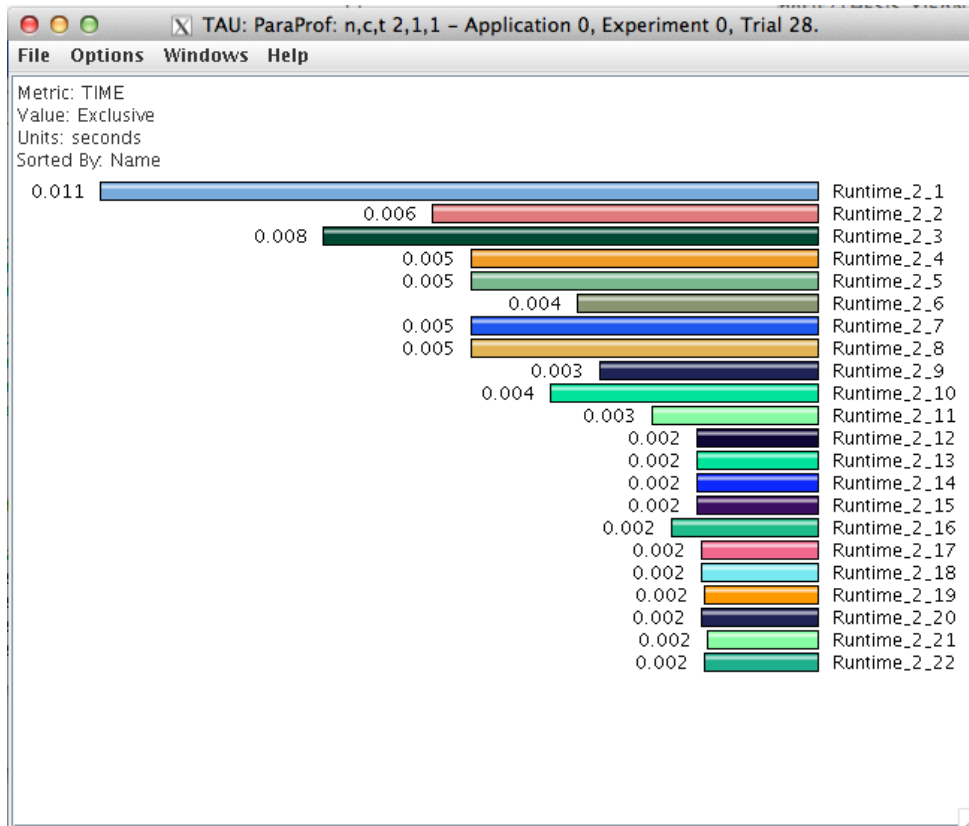 TAU: ParaProf: n,c,t 2,1,1 – Application 0, Experiment 0, Trial 28.
File Options Windows Help
Metric: TIME
Value: Exclusive
Units: seconds
Sorted By: Name
0.011 Runtime_2_1
0.006 Runtime_2_2
0.008 Runtime_2_3
0.005 Runtime_2_4
0.005 Runtime_2_5
0.004 Runtime_2_6
0.005 Runtime_2_7
0.005 Runtime_2_8
0.003 Runtime_2_9
0.004 Runtime_2_10
0.003 Runtime_2_11
0.002 Runtime_2_12
0.002 Runtime_2_13
0.002 Runtime_2_14
0.002 Runtime_2_15
0.002 Runtime_2_16
0.002 Runtime_2_17
0.002 Runtime_2_18
0.002 Runtime_2_19
0.002 Runtime_2_20
0.002 Runtime_2_21
0.002 Runtime_2_22